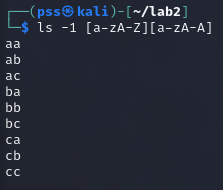 ┌──(pss㉿kali)-[~/lab2]
└─$ ls -1 [a-zA-Z][a-zA-A]
aa
ab
ac
ba
bb
bc
ca
cb
cc